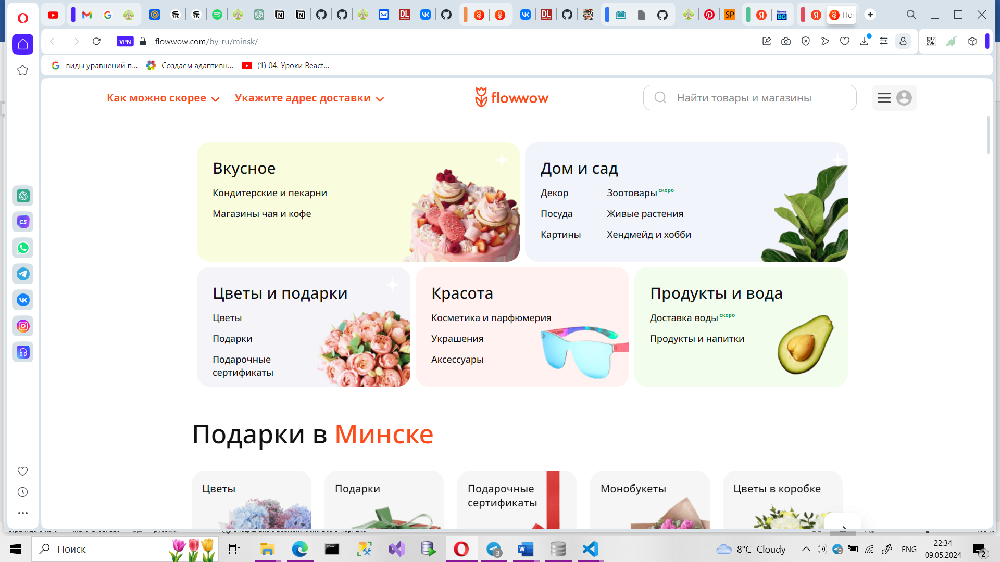 Flo
VPN
flowwow.com/by-ru/minsk/
виды уравнений п...
Создаем адаптивн...
(1) 04. Уроки React...
Как можно скорее
Укажите адрес доставки
flowwow
Найти товары и магазины
Вкусное
Кондитерские и пекарни
Магазины чая и кофе
Дом и сад
Декор
Зоотовары скоро
Посуда
Живые растения
Картины
Хендмейд и хобби
Цветы и подарки
Цветы
Подарки
Подарочные
сертификаты
Красота
Косметика и парфюмерия
Украшения
Аксессуары
Продукты и вода
Доставка воды скоро
Продукты и напитки
Подарки в Минске
Цветы
Подарки
Подарочные
сертификаты
Монобукеты
Цветы в коробке
Поиск
8°C Cloudy
ENG
22:34
09.05.2024
2